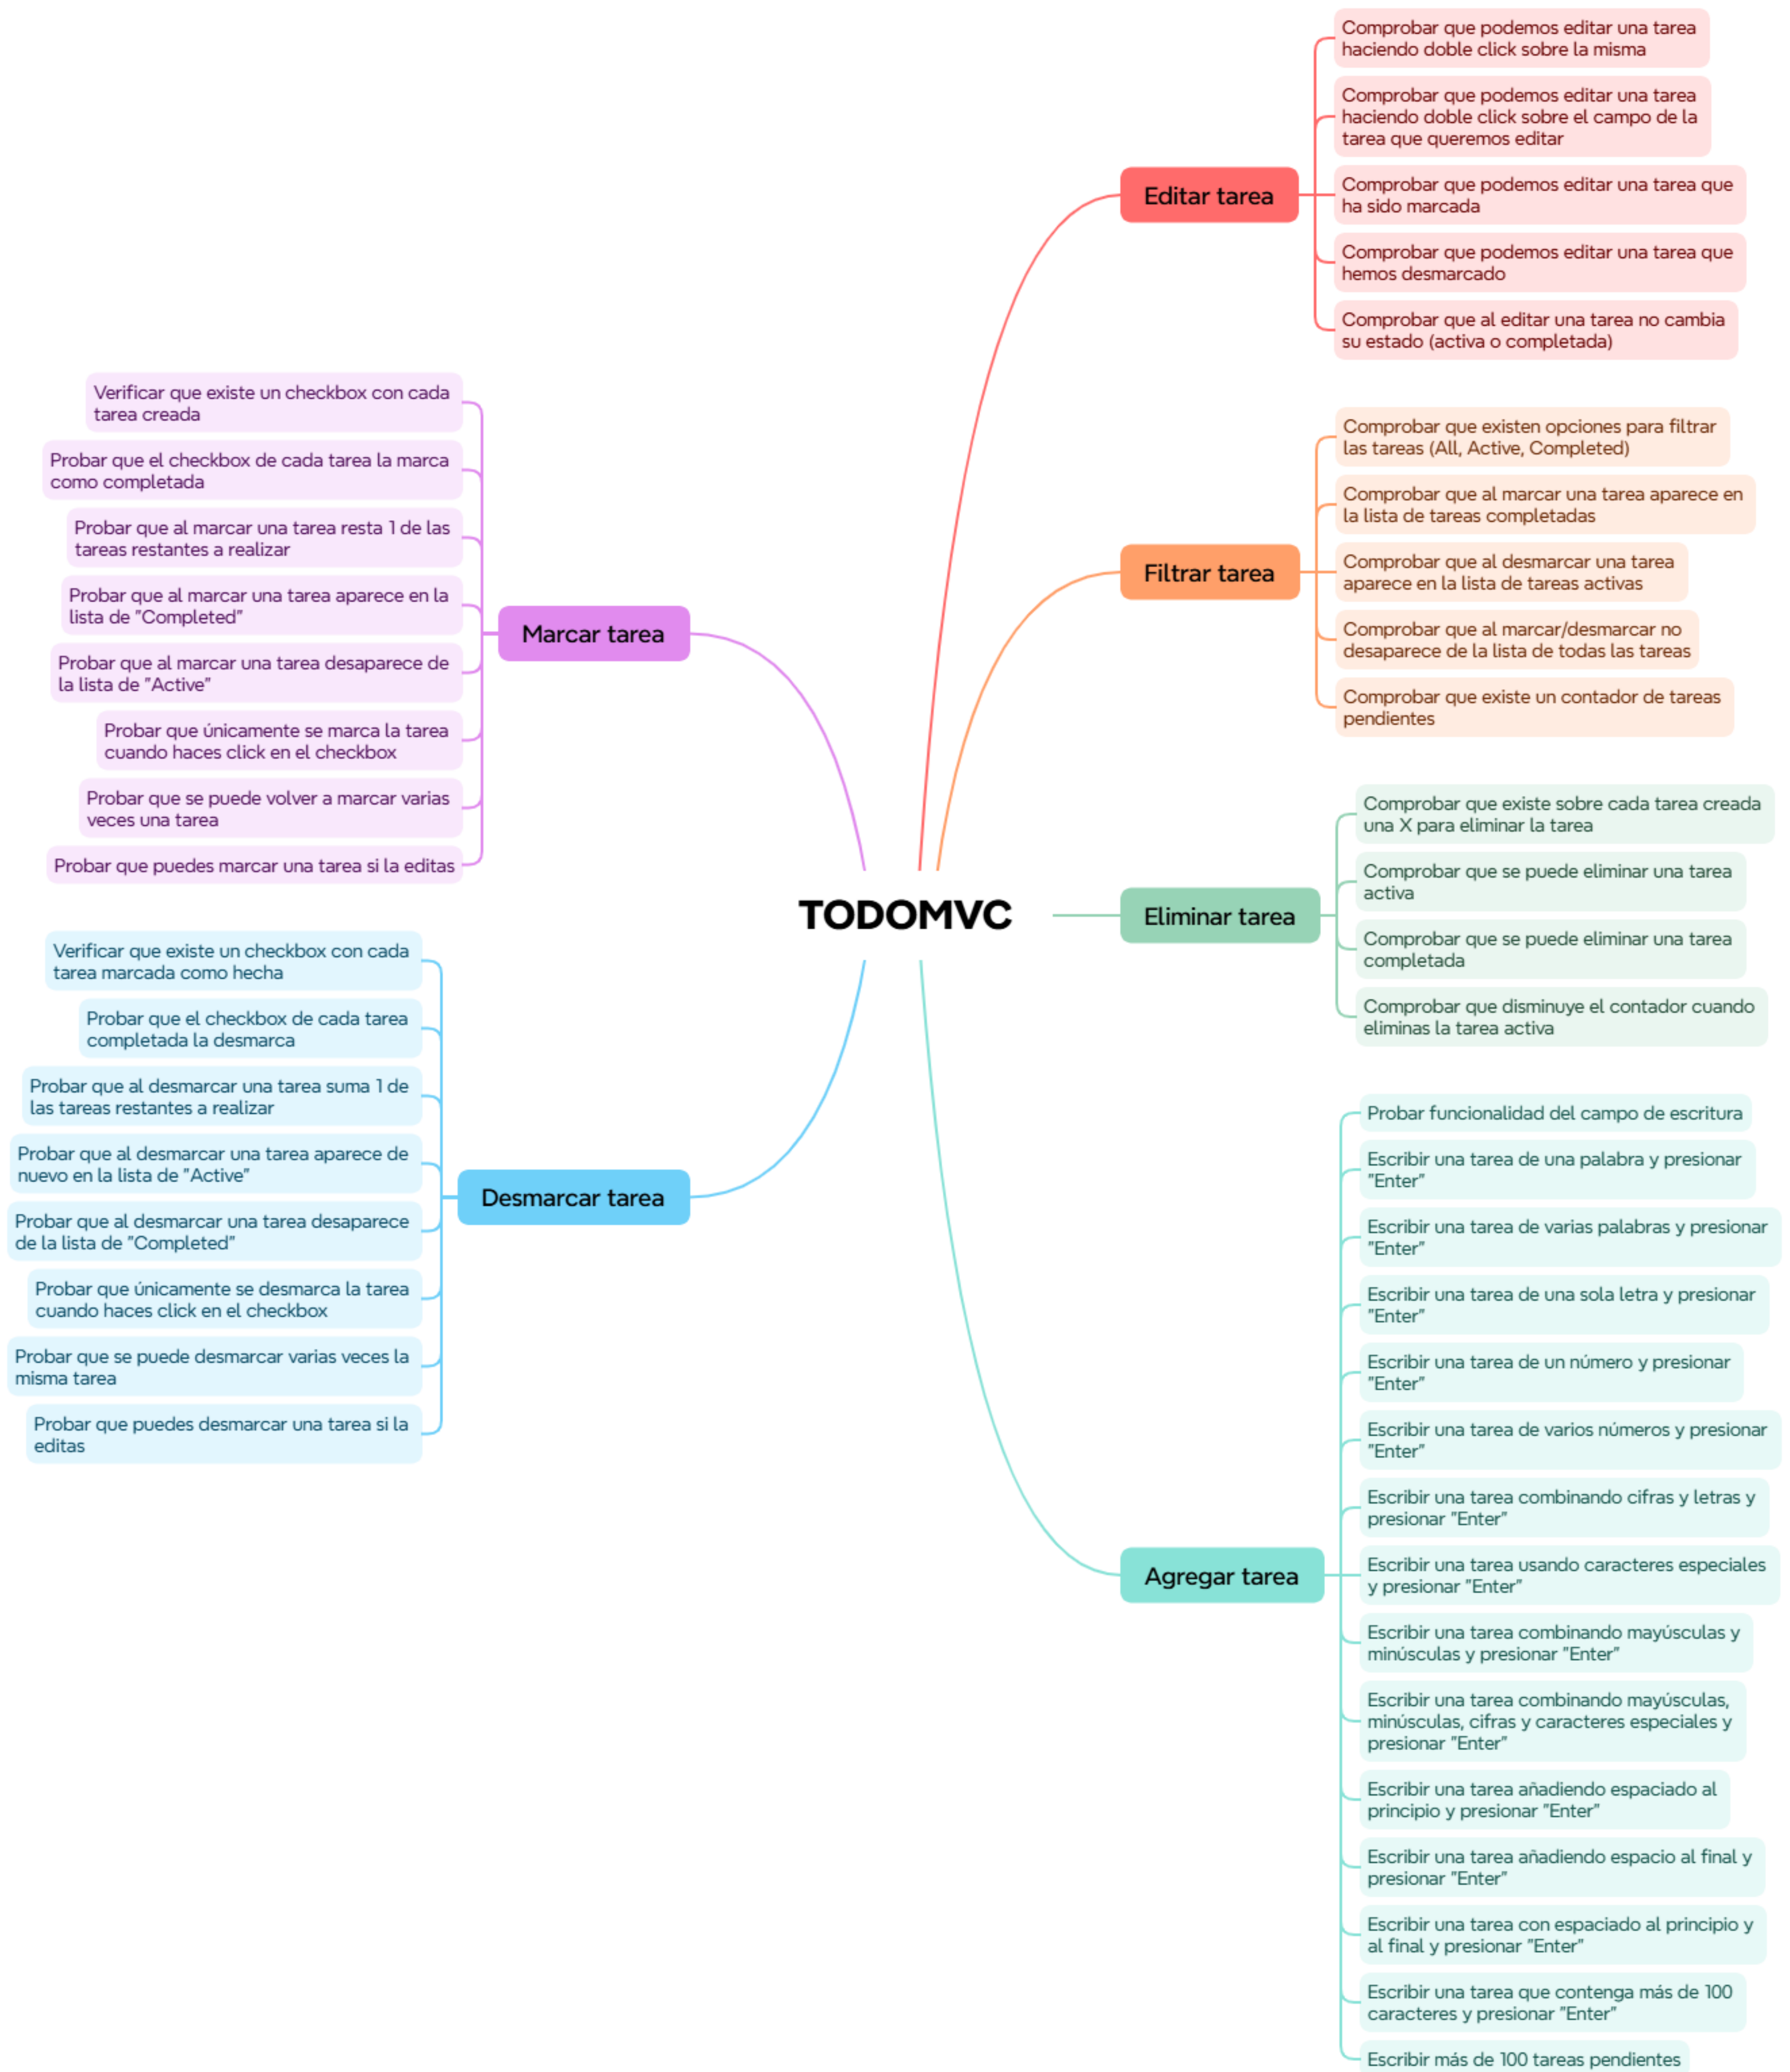 TODOMVC
Editar tarea
Comprobar que podemos editar una tarea
haciendo doble click sobre la misma
Comprobar que podemos editar una tarea
haciendo doble click sobre el campo de la
tarea que queremos editar
Comprobar que podemos editar una tarea que
ha sido marcada
Comprobar que podemos editar una tarea que
hemos desmarcado
Comprobar que al editar una tarea no cambia
su estado (activa o completada)
Filtrar tarea
Comprobar que existen opciones para filtrar
las tareas (All, Active, Completed)
Comprobar que al marcar una tarea aparece en
la lista de tareas completadas
Comprobar que al desmarcar una tarea
aparece en la lista de tareas activas
Comprobar que al marcar/desmarcar no
desaparece de la lista de todas las tareas
Comprobar que existe un contador de tareas
pendientes
Eliminar tarea
Comprobar que existe sobre cada tarea creada
una X para eliminar la tarea
Comprobar que se puede eliminar una tarea
activa
Comprobar que se puede eliminar una tarea
completada
Comprobar que disminuye el contador cuando
eliminas la tarea activa
Agregar tarea
Probar funcionalidad del campo de escritura
Escribir una tarea de una palabra y presionar
"Enter"
Escribir una tarea de varias palabras y presionar
"Enter"
Escribir una tarea de una sola letra y presionar
"Enter"
Escribir una tarea de un número y presionar
"Enter"
Escribir una tarea de varios números y presionar
"Enter"
Escribir una tarea combinando cifras y letras y
presionar "Enter"
Escribir una tarea usando caracteres especiales
y presionar "Enter"
Escribir una tarea combinando mayúsculas y
minúsculas y presionar "Enter"
Escribir una tarea combinando mayúsculas,
minúsculas, cifras y caracteres especiales y
presionar "Enter"
Escribir una tarea añadiendo espaciado al
principio y presionar "Enter"
Escribir una tarea añadiendo espacio al final y
presionar "Enter"
Escribir una tarea con espaciado al principio y
al final y presionar "Enter"
Escribir una tarea que contenga más de 100
caracteres y presionar "Enter"
Escribir más de 100 tareas pendientes
Marcar tarea
Verificar que existe un checkbox con cada
tarea creada
Probar que el checkbox de cada tarea la marca
como completada
Probar que al marcar una tarea resta 1 de las
tareas restantes a realizar
Probar que al marcar una tarea aparece en la
lista de "Completed"
Probar que al marcar una tarea desaparece de
la lista de "Active"
Probar que únicamente se marca la tarea
cuando haces click en el checkbox
Probar que se puede volver a marcar varias
veces una tarea
Probar que puedes marcar una tarea si la editas
Desmarcar tarea
Verificar que existe un checkbox con cada
tarea marcada como hecha
Probar que el checkbox de cada tarea
completada la desmarca
Probar que al desmarcar una tarea suma 1 de
las tareas restantes a realizar
Probar que al desmarcar una tarea aparece de
nuevo en la lista de "Active"
Probar que al desmarcar una tarea desaparece
de la lista de "Completed"
Probar que únicamente se desmarca la tarea
cuando haces click en el checkbox
Probar que se puede desmarcar varias veces la
misma tarea
Probar que puedes desmarcar una tarea si la
editas